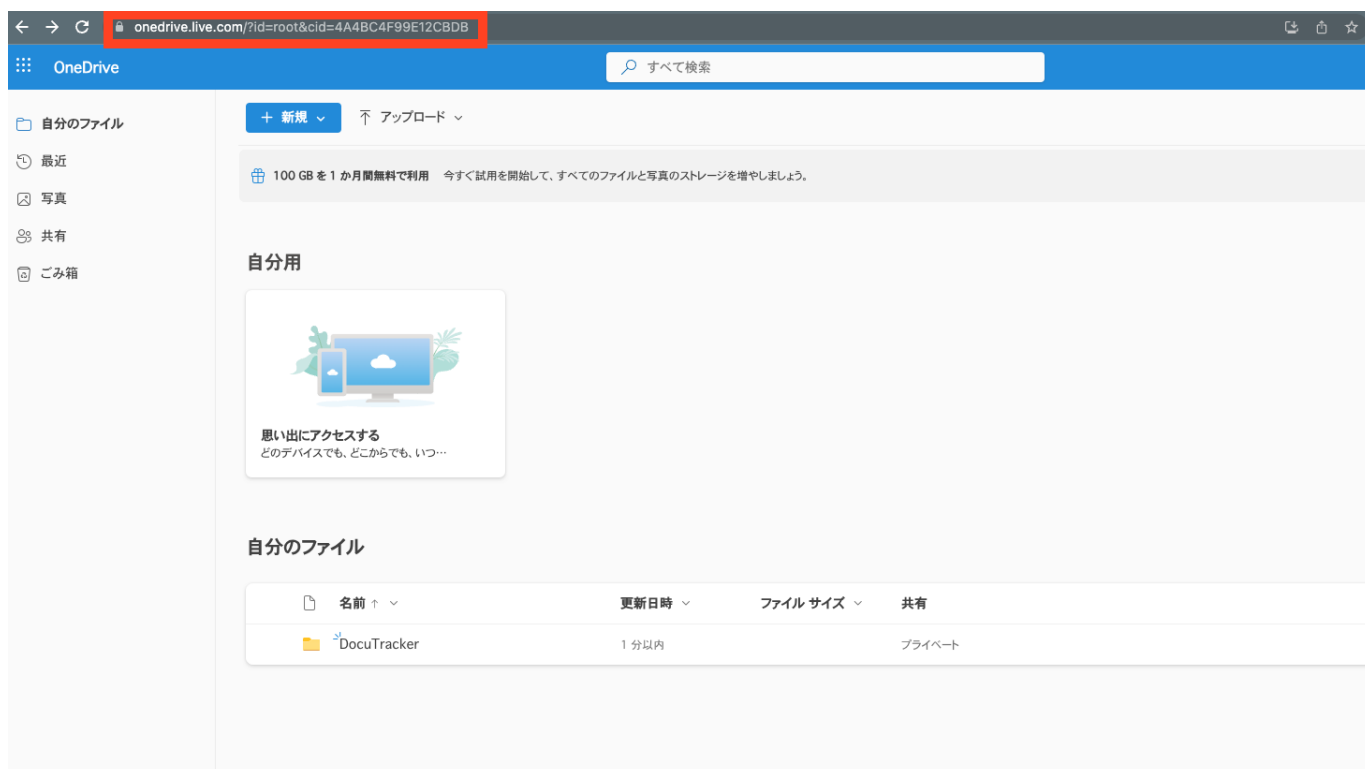 onedrive.live.com/?id=root&cid=4A4BC4F99E12CBDB
OneDrive
すべて検索
自分のファイル
最近
写真
共有
ごみ箱
+ 新規
アップロード
100 GB を 1 か月間無料で利用 今すぐ試用を開始して、すべてのファイルと写真のストレージを増やしましょう。
自分用
思い出にアクセスする
どのデバイスでも、どこからでも、いつ…
自分のファイル
名前 ↑ 更新日時 ファイル サイズ 共有
DocuTracker 1 分以内 プライベート